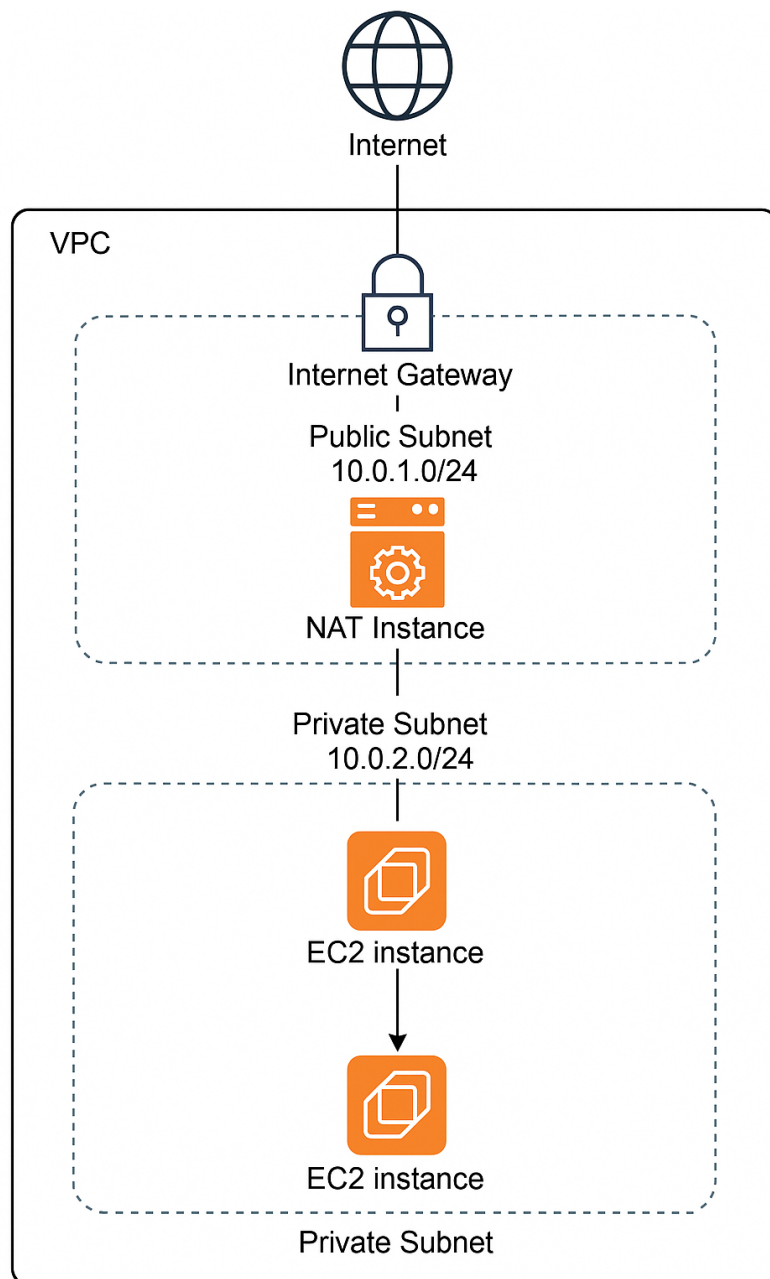 Internet
VPC
Internet Gateway
Public Subnet
10.0.1.0/24
NAT Instance
Private Subnet
10.0.2.0/24
EC2 instance
EC2 instance
Private Subnet